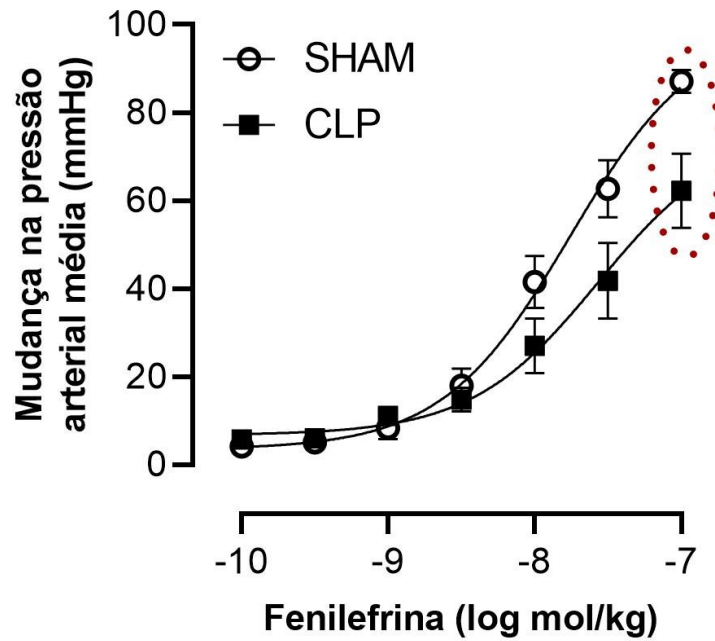 Mudança na pressão
arterial média (mmHg)
100
80
60
40
20
0
SHAM
CLP
-10
-9
-8
-7
Fenilefrina (log mol/kg)